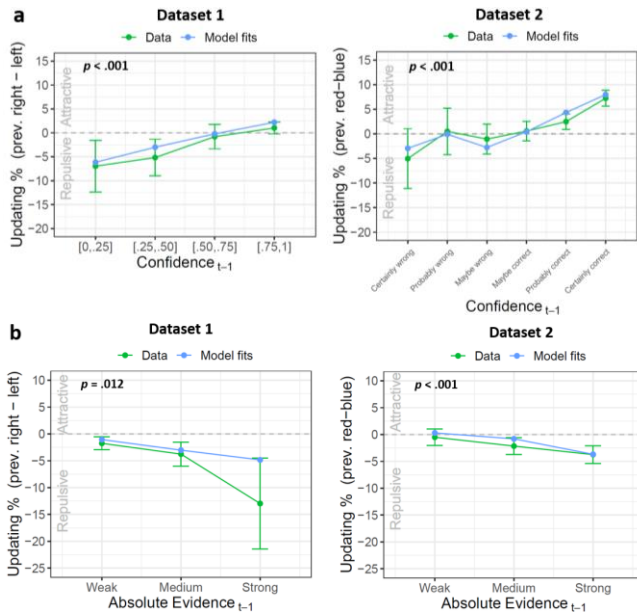 a
Dataset 1
Data Model fits
Updating % (prev. right − left)
15
10
5
0
−5
−10
−15
−20
Attractive
Repulsive
p < .001
[0,.25] [.25,.50] [.50,.75] [.75,1]
Confidence t−1
Dataset 2
Data Model fits
Updating % (prev. red−blue)
15
10
5
0
−5
−10
−15
−20
Attractive
Repulsive
p < .001
Certainly wrong
Probably wrong
Maybe wrong
Maybe correct
Probably correct
Certainly correct
Confidence t−1
b
Dataset 1
Data Model fits
Updating % (prev. right − left)
10
5
0
−5
−10
−15
−20
−25
Attractive
Repulsive
p = .012
Weak Medium Strong
Absolute Evidence t−1
Dataset 2
Data Model fits
Updating % (prev. red−blue)
10
5
0
−5
−10
−15
−20
−25
Attractive
Repulsive
p < .001
Weak Medium Strong
Absolute Evidence t−1